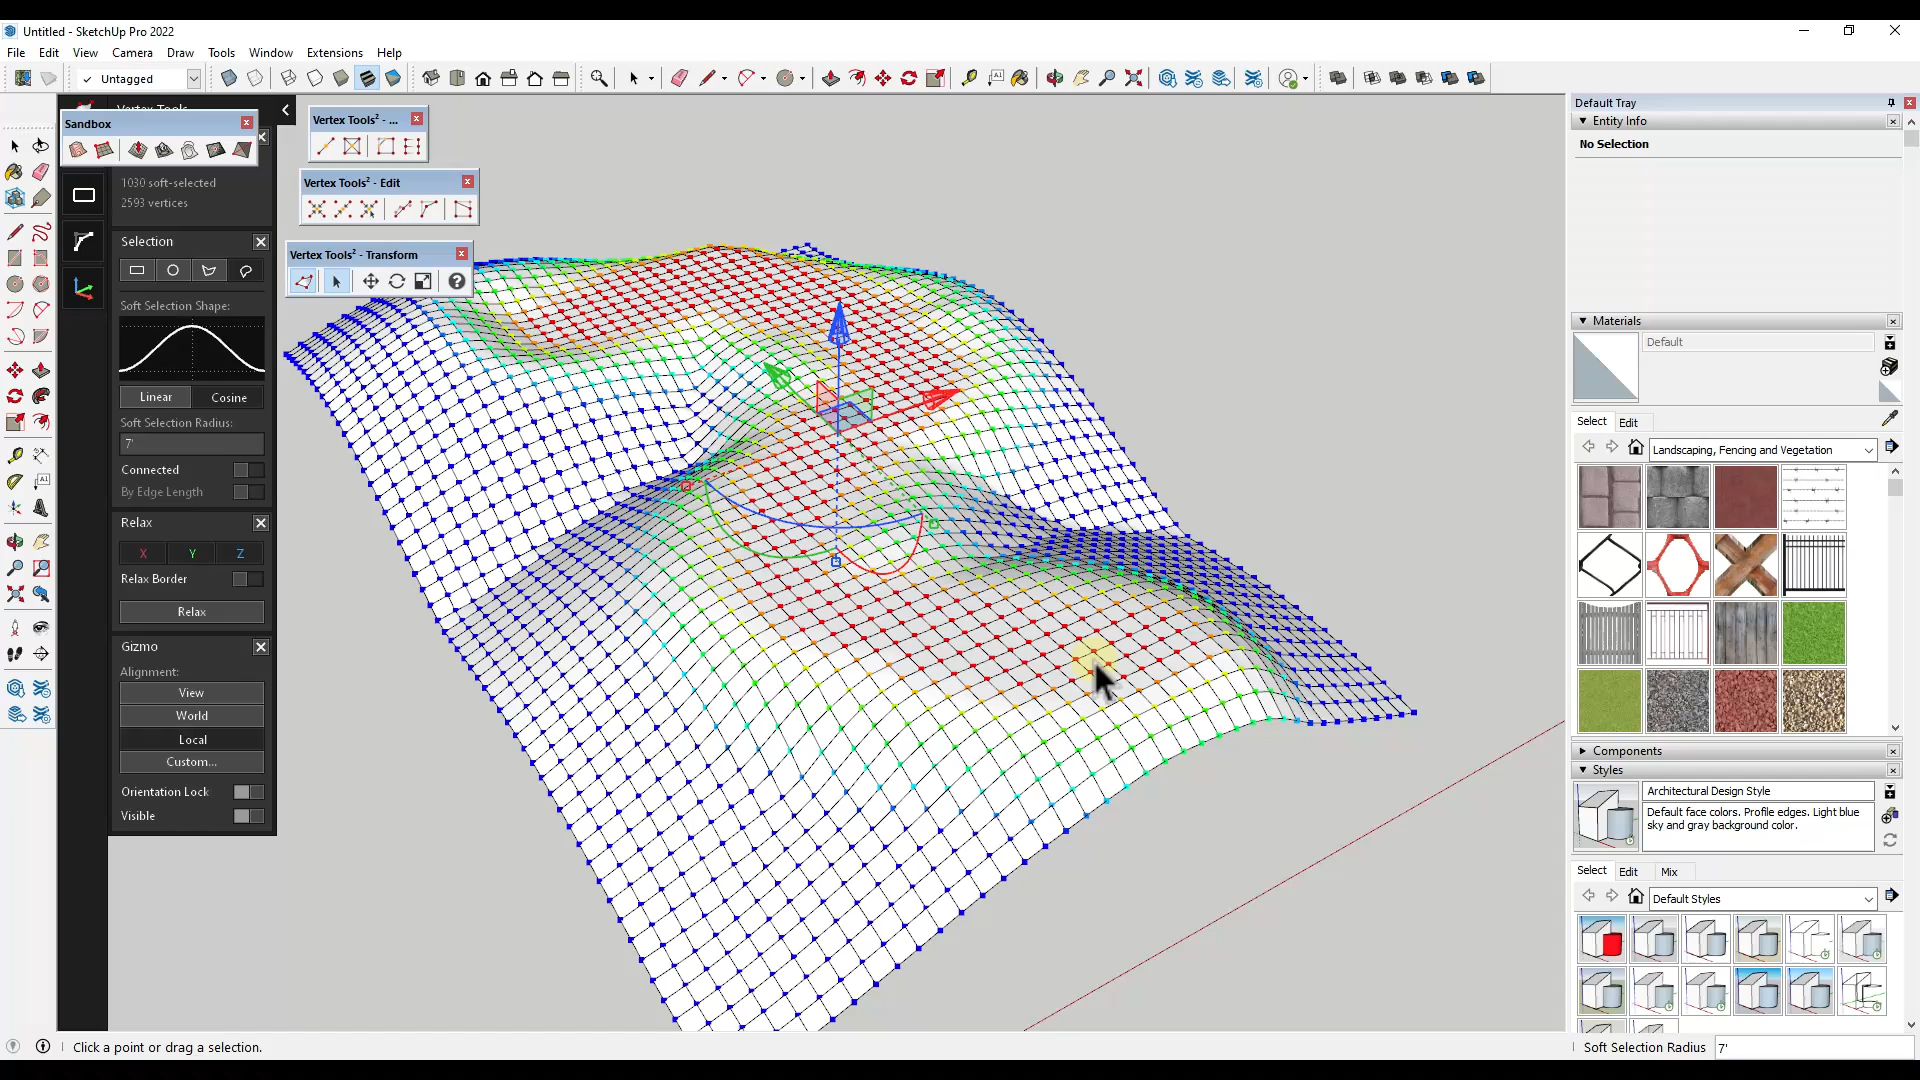 Untitled - SketchUp Pro 2022
File Edit View Camera Draw Tools Window Extensions Help
Untagged
Vertex Tools
Sandbox
1030 soft-selected
2593 vertices
Selection
Soft Selection Shape:
Linear Cosine
Soft Selection Radius:
7'
Connected
By Edge Length
Relax
X Y Z
Relax Border
Relax
Gizmo
Alignment:
View
World
Local
Custom...
Orientation Lock
Visible
Vertex Tools² - ...
Vertex Tools² - Edit
Vertex Tools² - Transform
Default Tray
Entity Info
No Selection
Materials
Default
Select Edit
Landscaping, Fencing and Vegetation
Components
Styles
Architectural Design Style
Default face colors. Profile edges. Light blue
sky and gray background color.
Select Edit Mix
Default Styles
Click a point or drag a selection.
Soft Selection Radius 7'